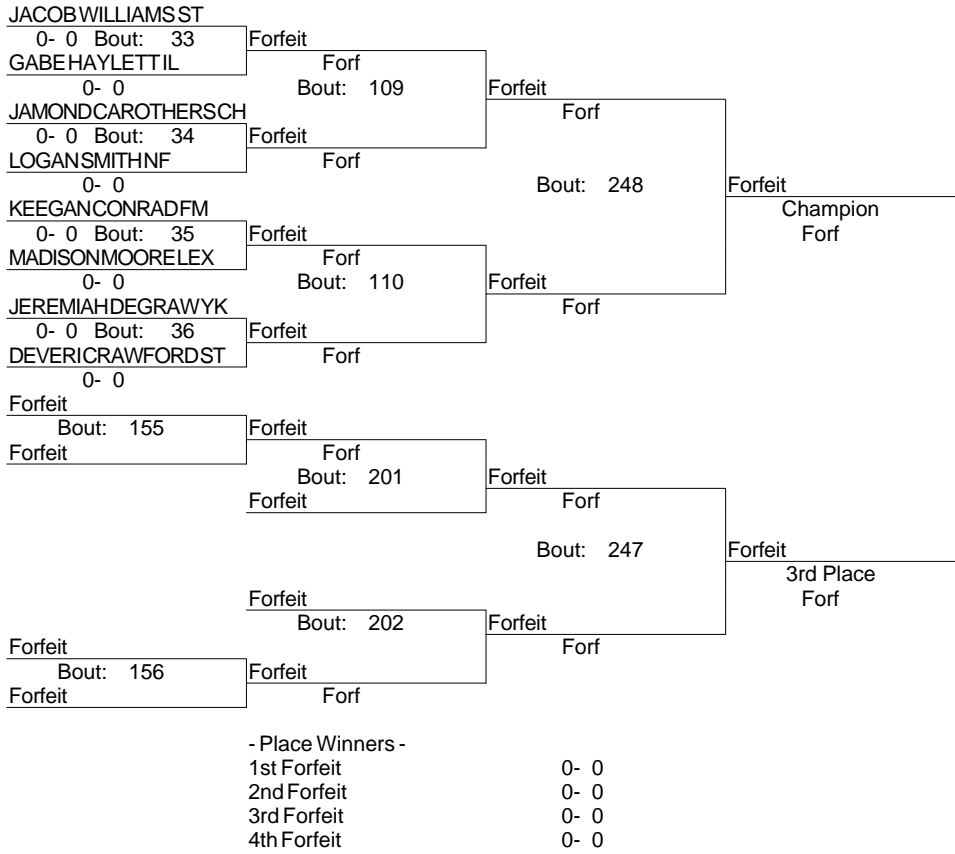 JACOB WILLIAMS ST
0- 0 Bout: 33 Forfeit
GABE HAYLETT IL Forf
0- 0 Bout: 109 Forfeit
JAMOND CAROTHERS CH Forf
0- 0 Bout: 34 Forfeit
LOGAN SMITH NF Forf
0- 0 Bout: 248 Forfeit
KEEGAN CONRAD FM Champion
0- 0 Bout: 35 Forfeit Forf
MADISON MOORE LEX Forf
0- 0 Bout: 110 Forfeit
JEREMIAH DEGRAW YK Forf
0- 0 Bout: 36 Forfeit
DEVERI CRAWFORD ST Forf
0- 0
Forfeit
Bout: 155 Forfeit
Forfeit Forf
Bout: 201 Forfeit
Forfeit Forf
Bout: 247 Forfeit
3rd Place
Forfeit Forf
Bout: 202 Forfeit
Forfeit Forf
Bout: 156 Forfeit
Forfeit Forf
- Place Winners -
1st Forfeit 0- 0
2nd Forfeit 0- 0
3rd Forfeit 0- 0
4th Forfeit 0- 0